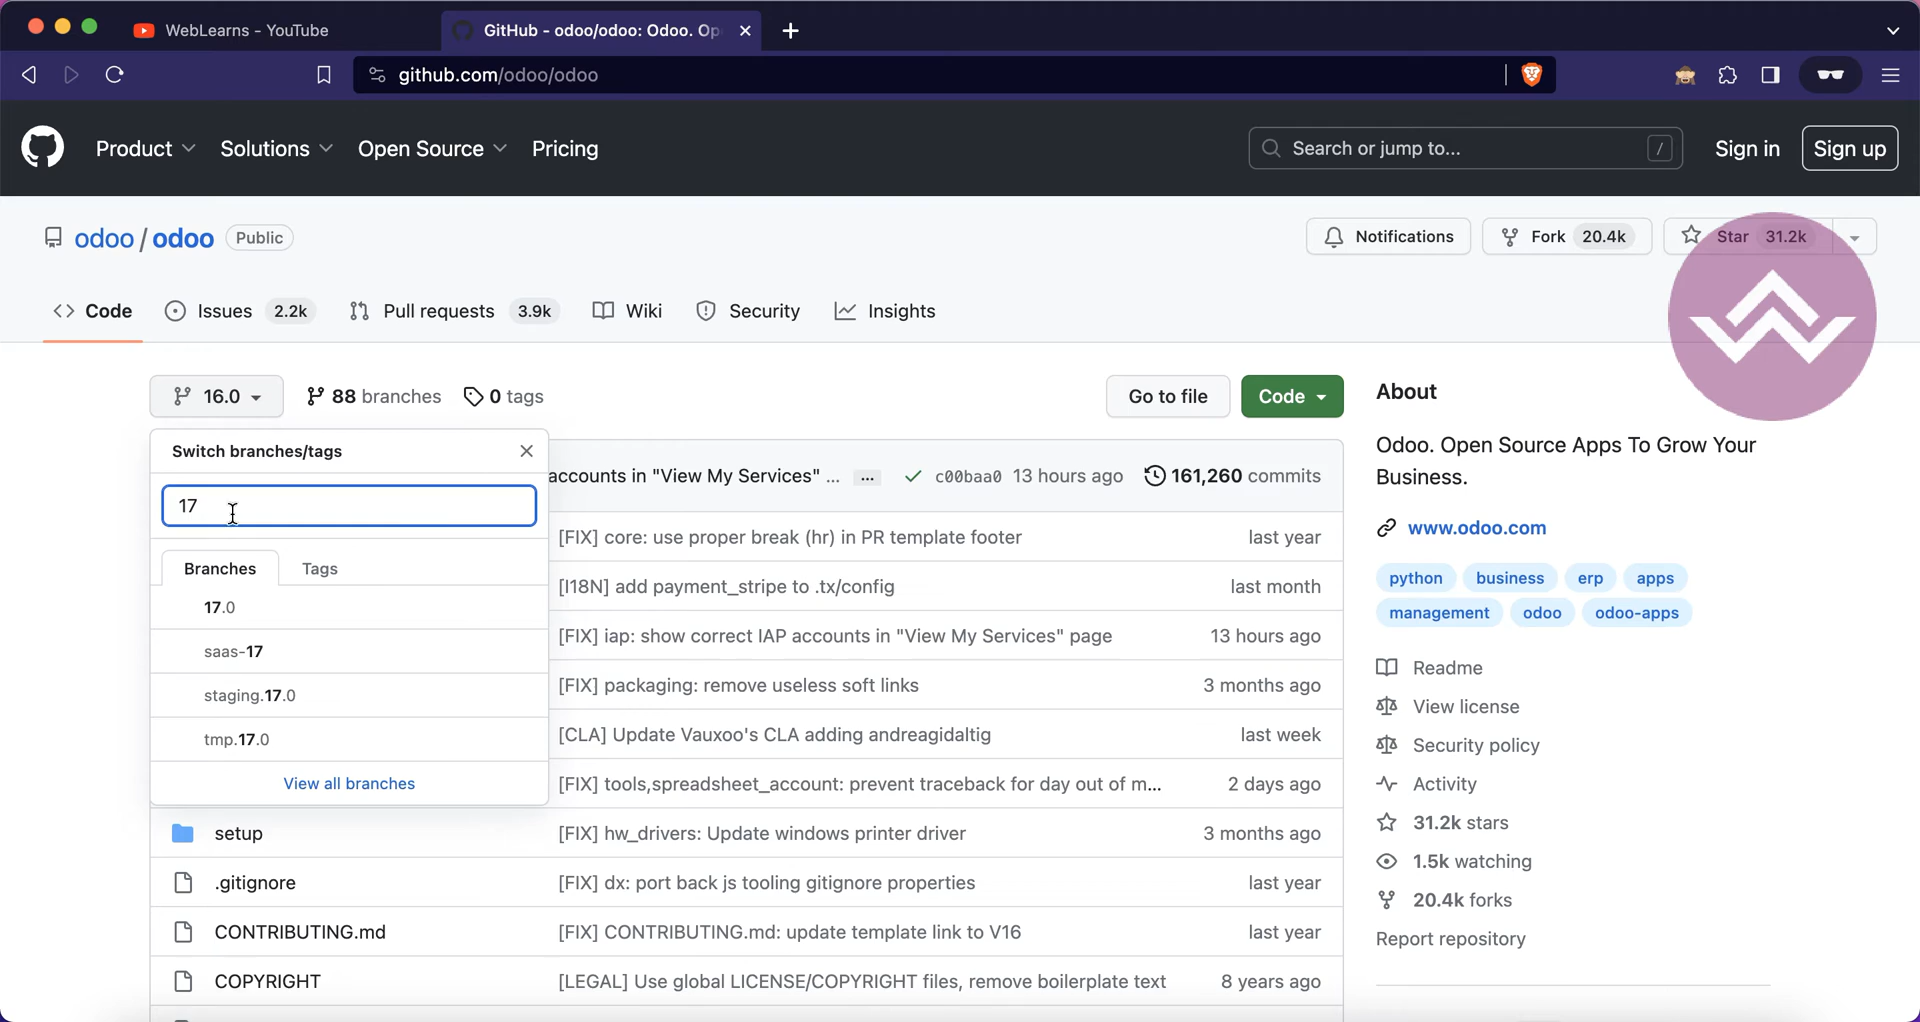 WebLearns - YouTube
GitHub - odoo/odoo: Odoo. Op
github.com/odoo/odoo
Product Solutions Open Source Pricing Search or jump to... / Sign in Sign up
odoo / odoo Public Notifications Fork 20.4k Star 31.2k
Code Issues 2.2k Pull requests 3.9k Wiki Security Insights
16.0 88 branches 0 tags Go to file Code
Switch branches/tags
17
Branches Tags
17.0
saas-17
staging.17.0
tmp.17.0
View all branches
accounts in "View My Services" ... ... c00baa0 13 hours ago 161,260 commits
[FIX] core: use proper break (hr) in PR template footer last year
[I18N] add payment_stripe to .tx/config last month
[FIX] iap: show correct IAP accounts in "View My Services" page 13 hours ago
[FIX] packaging: remove useless soft links 3 months ago
[CLA] Update Vauxoo's CLA adding andreagidaltig last week
[FIX] tools,spreadsheet_account: prevent traceback for day out of m... 2 days ago
setup [FIX] hw_drivers: Update windows printer driver 3 months ago
.gitignore [FIX] dx: port back js tooling gitignore properties last year
CONTRIBUTING.md [FIX] CONTRIBUTING.md: update template link to V16 last year
COPYRIGHT [LEGAL] Use global LICENSE/COPYRIGHT files, remove boilerplate text 8 years ago
About
Odoo. Open Source Apps To Grow Your
Business.
www.odoo.com
python business erp apps
management odoo odoo-apps
Readme
View license
Security policy
Activity
31.2k stars
1.5k watching
20.4k forks
Report repository